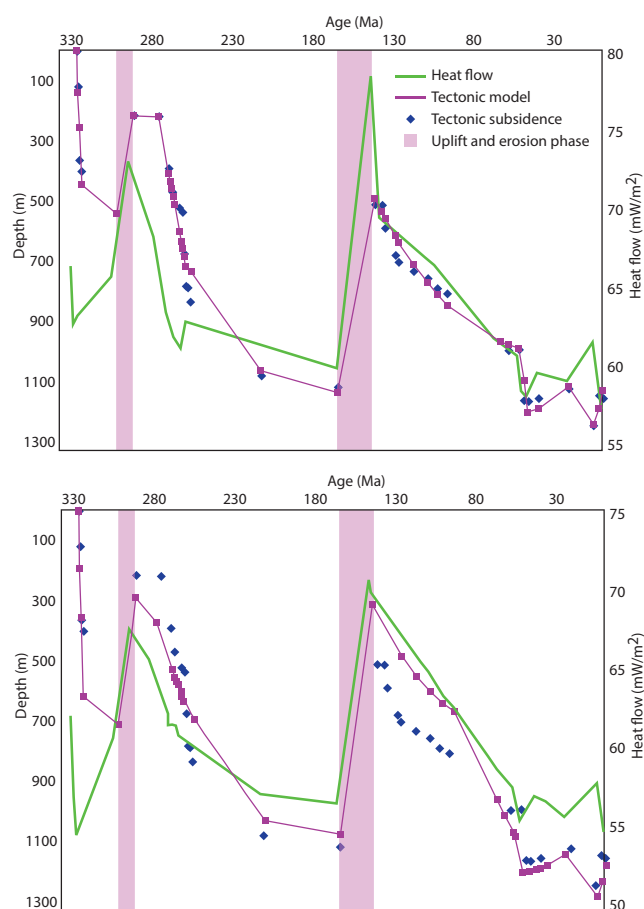 Age (Ma)
330 280 230 180 130 80 30
80
100
Heat flow
Tectonic model
75
Tectonic subsidence
300
Uplift and erosion phase
500
70
Depth (m)
Heat flow (mW/m²)
700
65
900
60
1100
1300
55
Age (Ma)
330 280 230 180 130 80 30
75
100
300
70
500
65
Depth (m)
Heat flow (mW/m²)
700
60
900
55
1100
1300
50